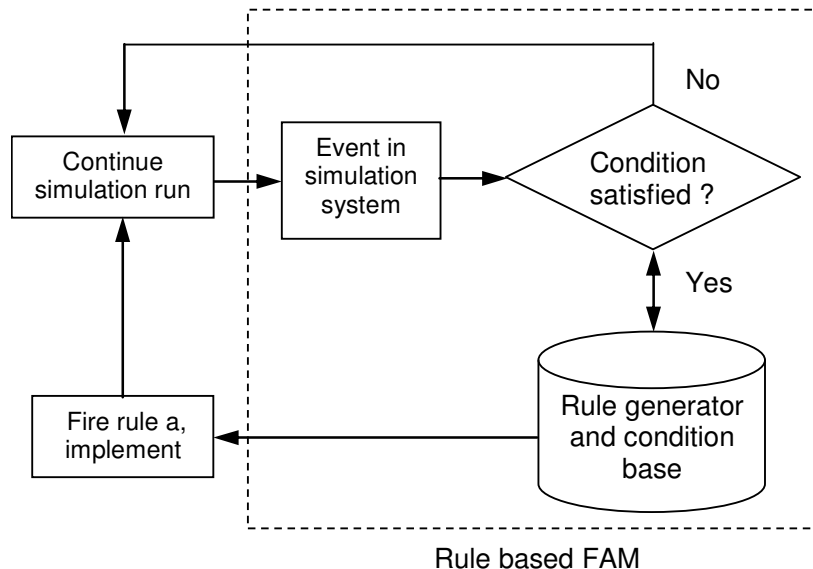 No
Continue
simulation run
Event in
simulation
system
Condition
satisfied ?
Yes
Fire rule a,
implement
Rule generator
and condition
base
Rule based FAM